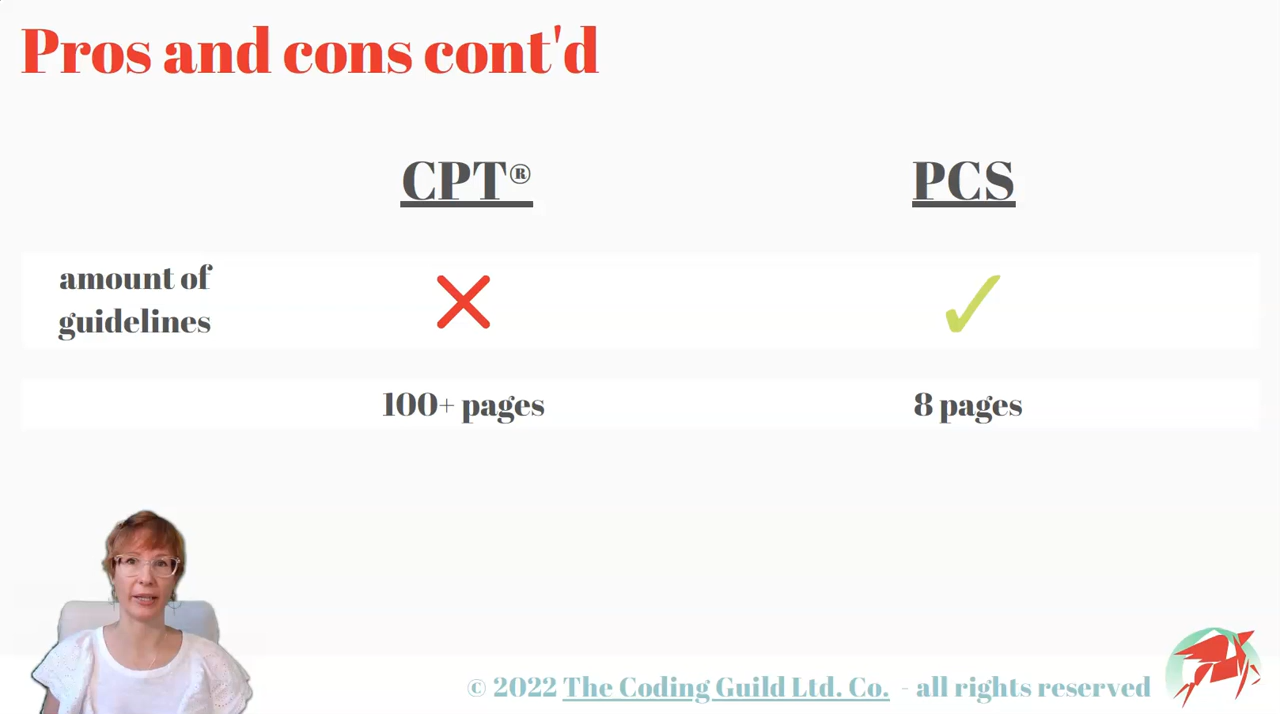 Pros and cons cont'd
CPT® PCS
amount of
guidelines
100+ pages 8 pages
© 2022 The Coding Guild Ltd. Co. - all rights reserved